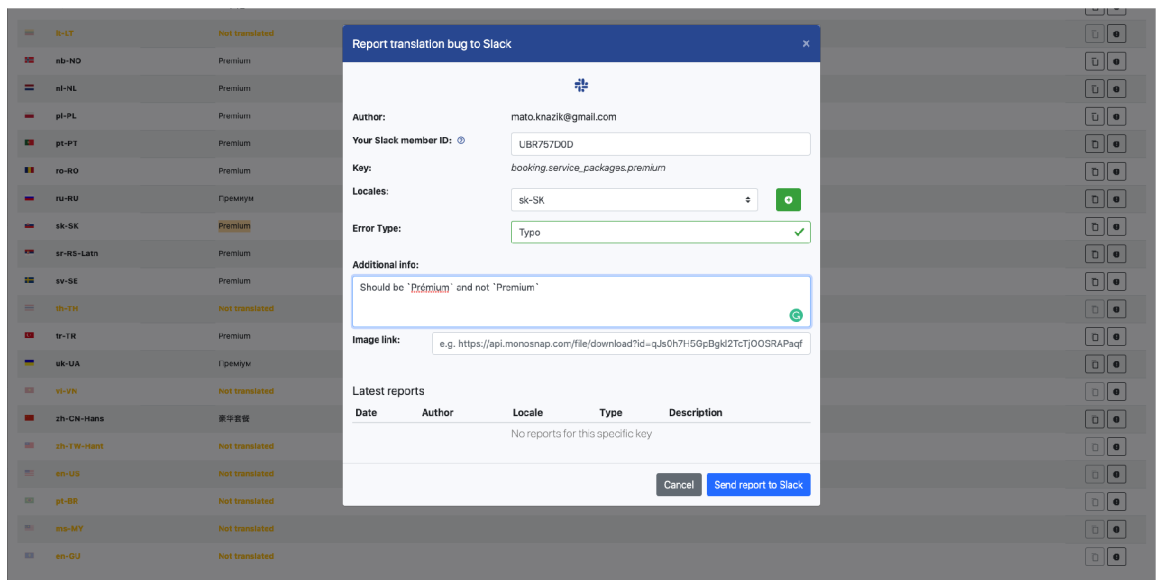 lt-LT Not translated
Report translation bug to Slack ×
nb-NO Premium
nl-NL Premium
pl-PL Premium
pt-PT Premium
ro-RO Premium
ru-RU Премиум
sk-SK Premium
sr-RS-Latn Premium
sv-SE Premium
th-TH Not translated
tr-TR Premium
uk-UA Преміум
vi-VN Not translated
zh-CN-Hans 豪华套餐
zh-TW-Hant Not translated
en-US Not translated
pt-BR Not translated
ms-MY Not translated
en-GU Not translated
Author: mato.knazik@gmail.com
Your Slack member ID: UBR757D0D
Key: booking.service_packages.premium
Locales: sk-SK
Error Type: Typo
Additional info:
Should be `Prémium` and not `Premium`
Image link: e.g. https://api.monosnap.com/file/download?id=qJs0h7H5GpBgkl2TcTjOOSRAPaqf
Latest reports
Date Author Locale Type Description
No reports for this specific key
Cancel Send report to Slack